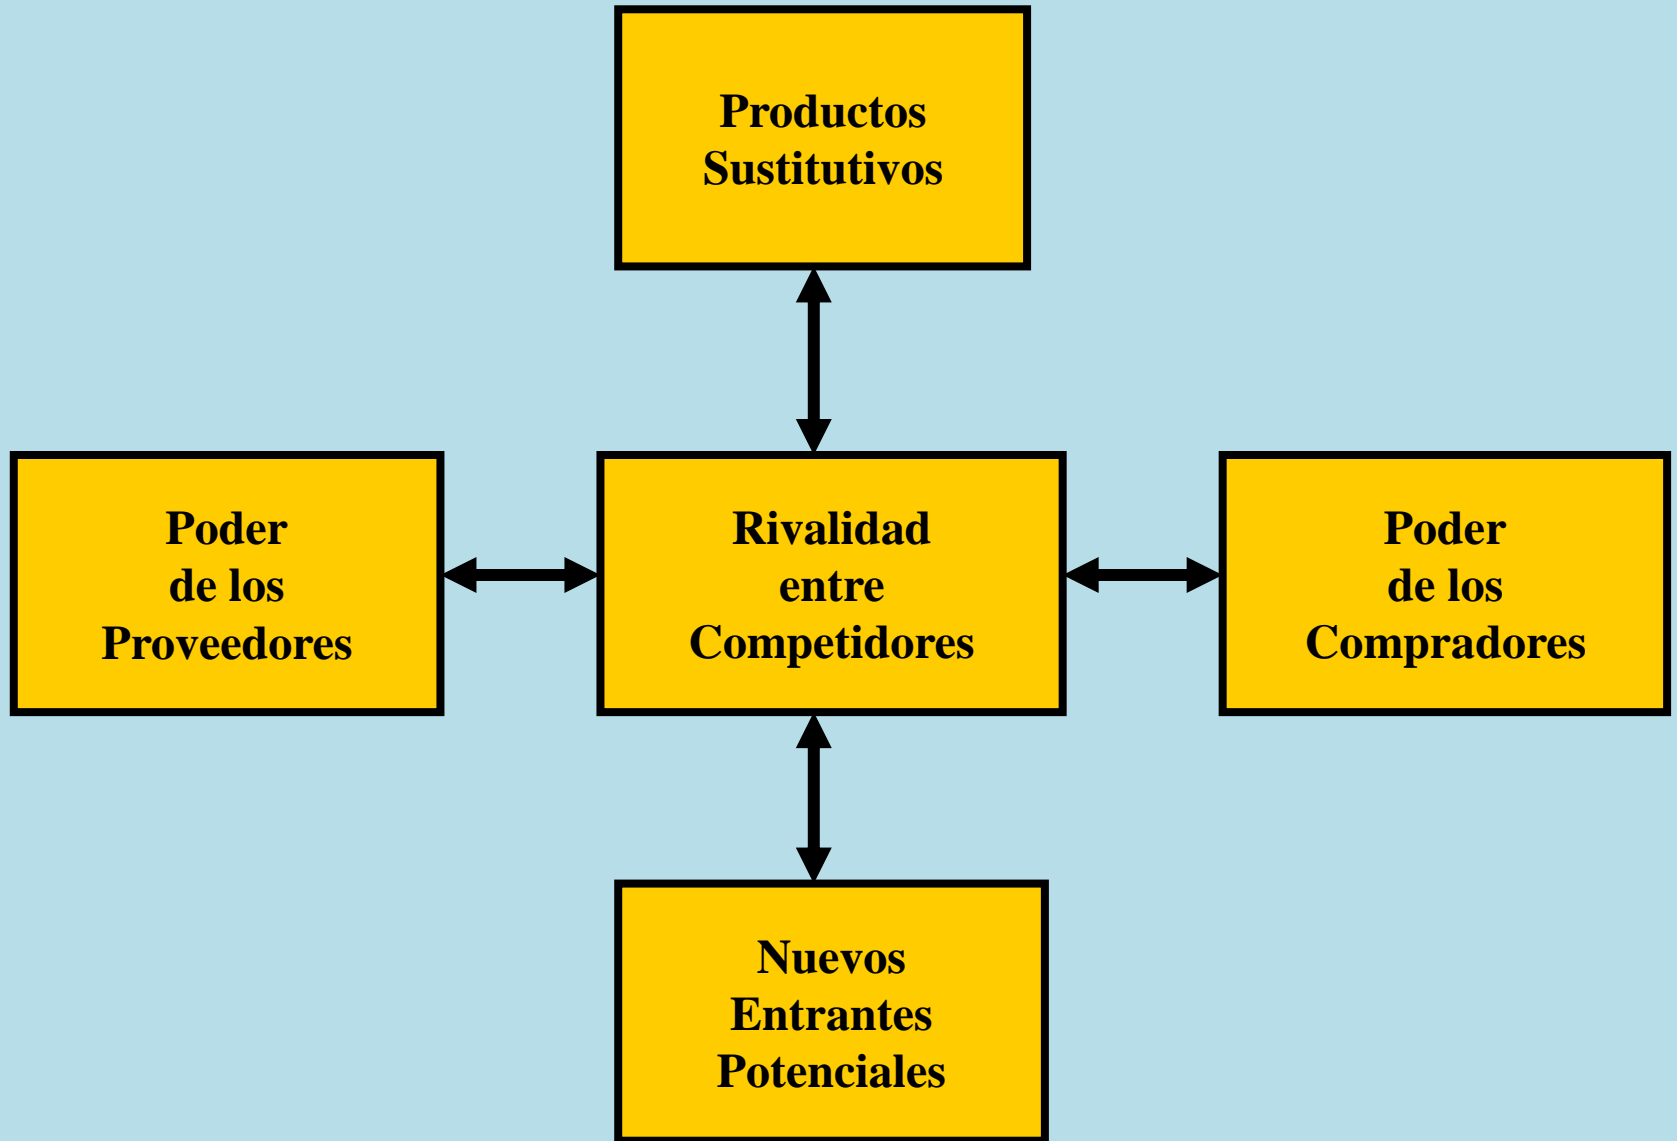 Productos
Sustitutivos
Poder
de los
Proveedores
Rivalidad
entre
Competidores
Poder
de los
Compradores
Nuevos
Entrantes
Potenciales